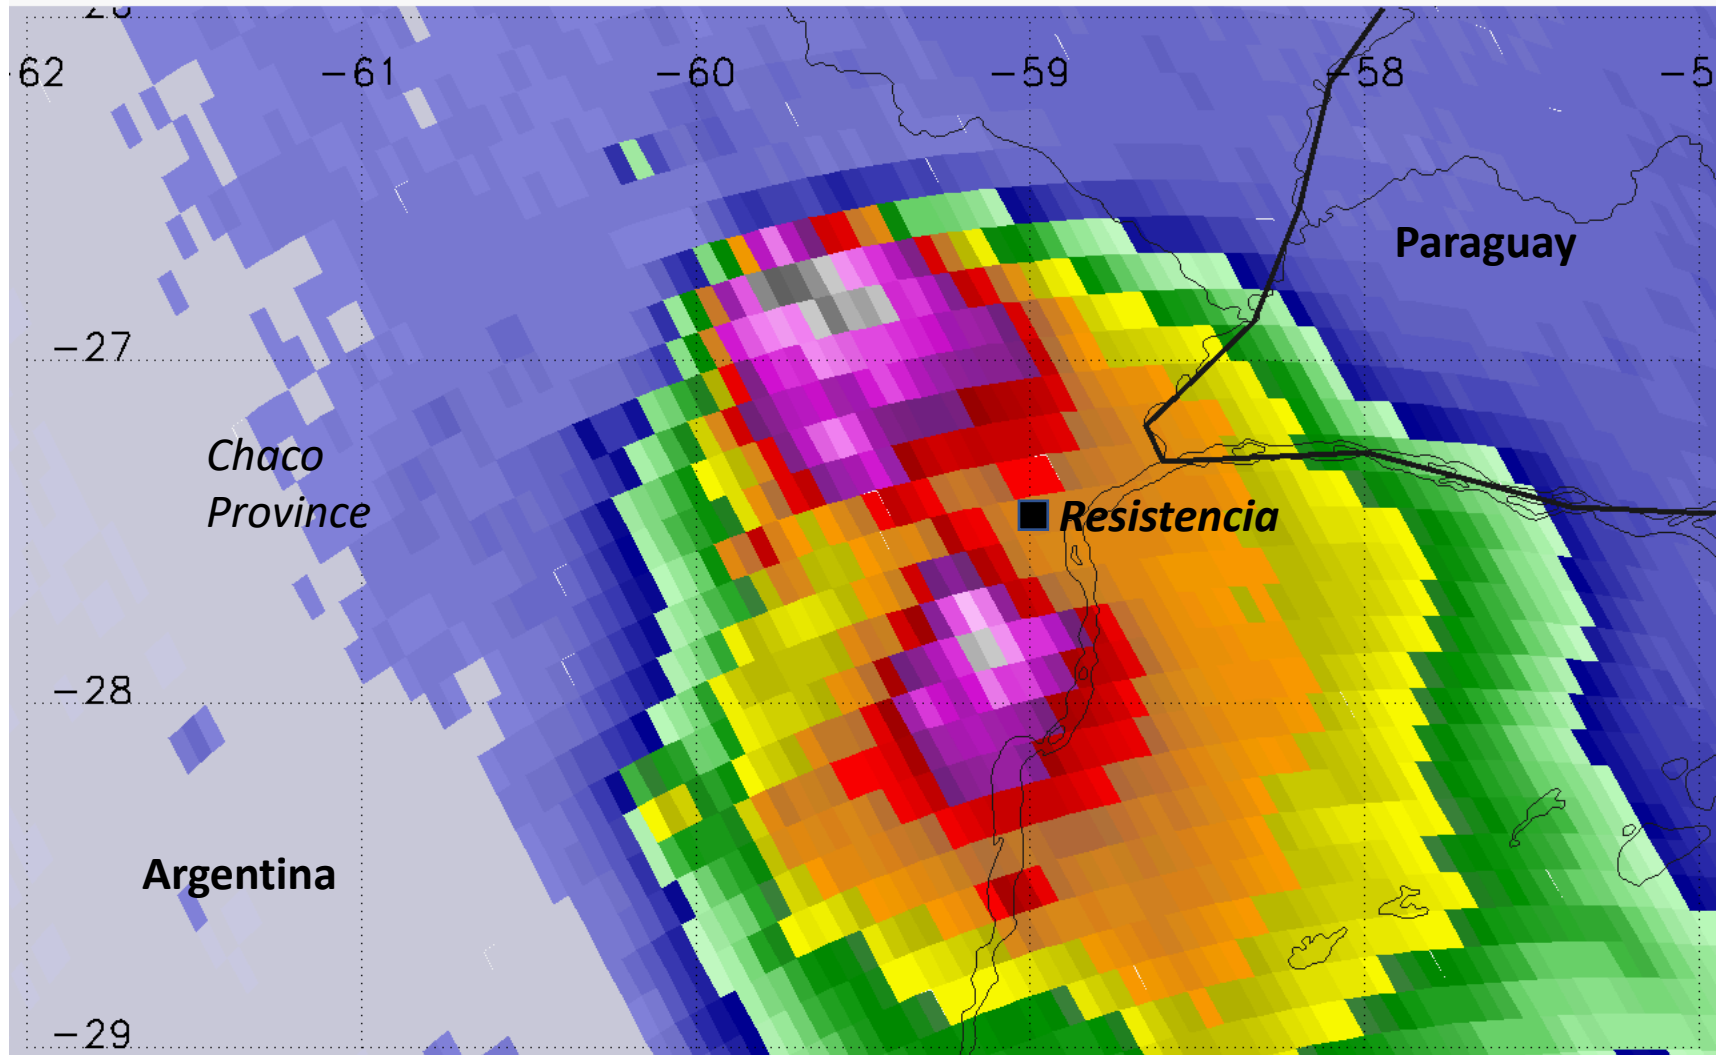 -62 -61 -60 -59 -58
Paraguay
-27
Chaco
Province
Resistencia
-28
Argentina
-29